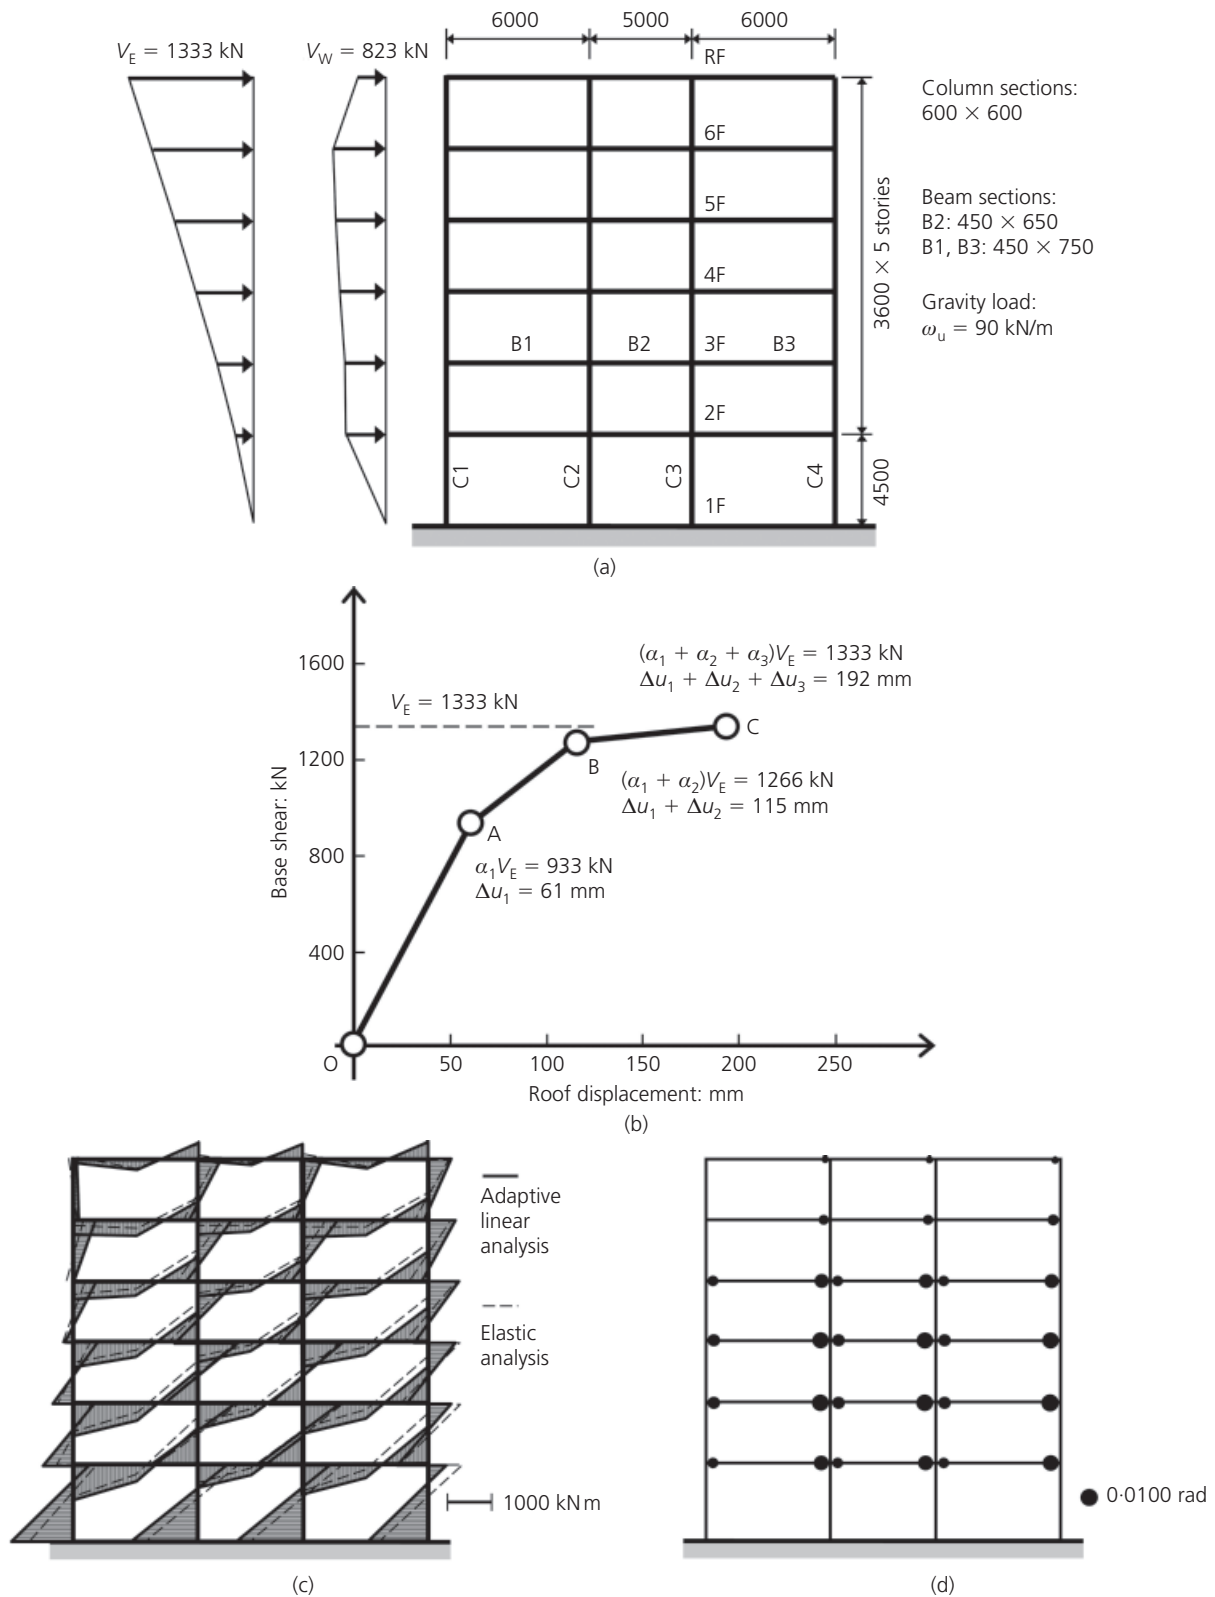 6000 5000 6000
V_E = 1333 kN
V_W = 823 kN
RF
6F
5F
4F
B1 B2 3F B3
2F
C1 C2 C3 C4
1F
3600 × 5 stories
4500
Column sections:
600 × 600
Beam sections:
B2: 450 × 650
B1, B3: 450 × 750
Gravity load:
ω_u = 90 kN/m
(a)
Base shear: kN
1600
1200
800
400
O 50 100 150 200 250
Roof displacement: mm
V_E = 1333 kN
(α_1 + α_2 + α_3)V_E = 1333 kN
Δu_1 + Δu_2 + Δu_3 = 192 mm
C
B
(α_1 + α_2)V_E = 1266 kN
Δu_1 + Δu_2 = 115 mm
A
α_1V_E = 933 kN
Δu_1 = 61 mm
(b)
Adaptive
linear
analysis
Elastic
analysis
1000 kN m
(c)
0·0100 rad
(d)